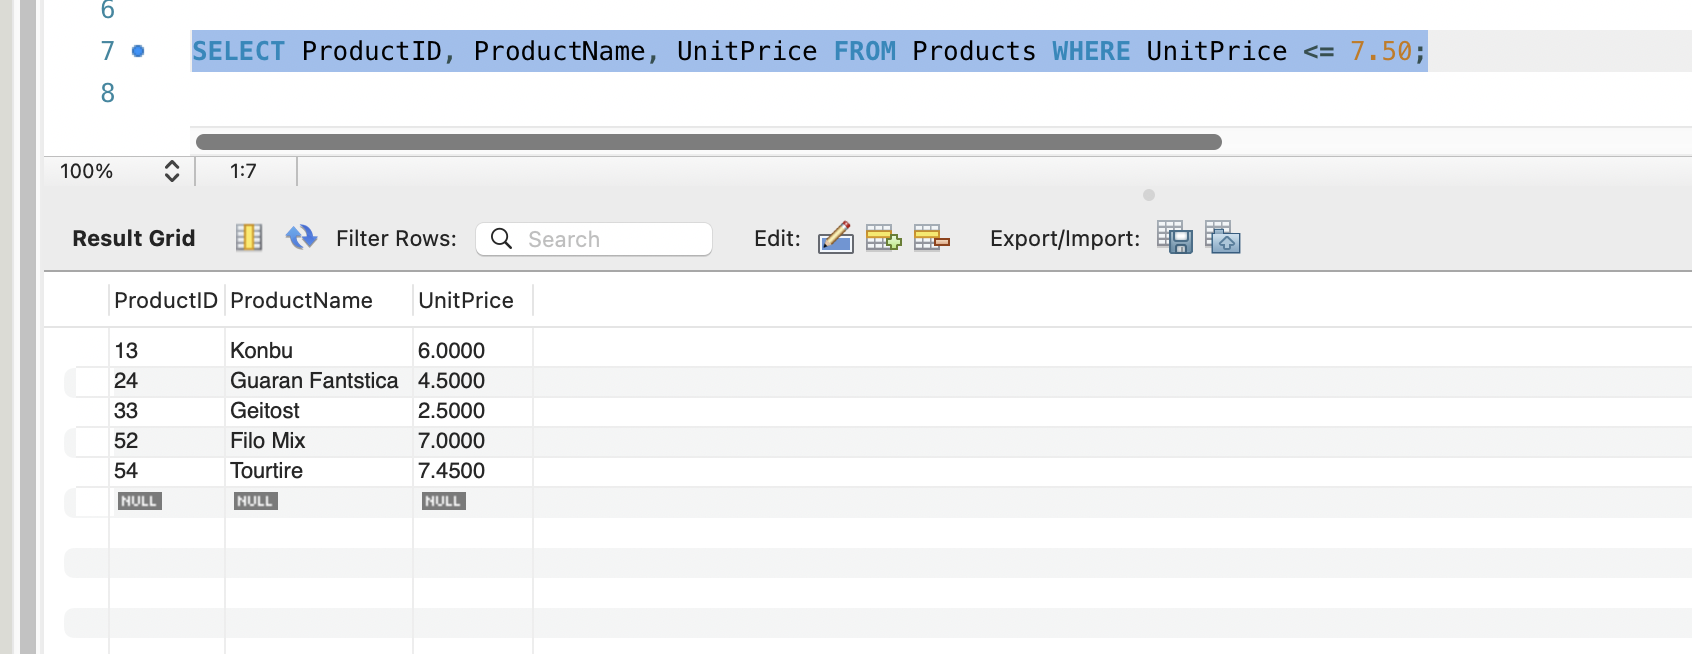 6
7 SELECT ProductID, ProductName, UnitPrice FROM Products WHERE UnitPrice <= 7.50;
8
100% 1:7
Result Grid Filter Rows: Search Edit: Export/Import:
ProductID ProductName UnitPrice
13 Konbu 6.0000
24 Guaran Fantstica 4.5000
33 Geitost 2.5000
52 Filo Mix 7.0000
54 Tourtire 7.4500
NULL NULL NULL